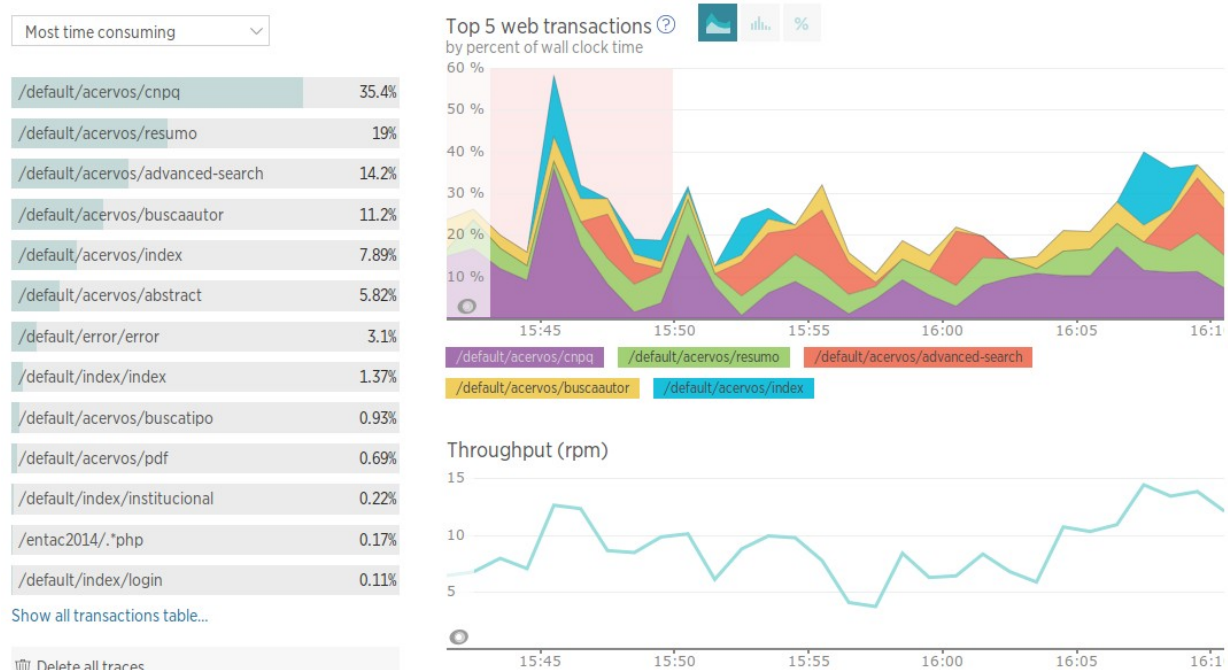 Most time consuming
/default/acervos/cnpq 35.4%
/default/acervos/resumo 19%
/default/acervos/advanced-search 14.2%
/default/acervos/buscaautor 11.2%
/default/acervos/index 7.89%
/default/acervos/abstract 5.82%
/default/error/error 3.1%
/default/index/index 1.37%
/default/acervos/buscatipo 0.93%
/default/acervos/pdf 0.69%
/default/index/institucional 0.22%
/entac2014/.*php 0.17%
/default/index/login 0.11%
Show all transactions table...
Delete all traces
Top 5 web transactions ? %
by percent of wall clock time
60 %
50 %
40 %
30 %
20 %
10 %
15:45 15:50 15:55 16:00 16:05 16:1
/default/acervos/cnpq /default/acervos/resumo /default/acervos/advanced-search
/default/acervos/buscaautor /default/acervos/index
Throughput (rpm)
15
10
5
15:45 15:50 15:55 16:00 16:05 16:1